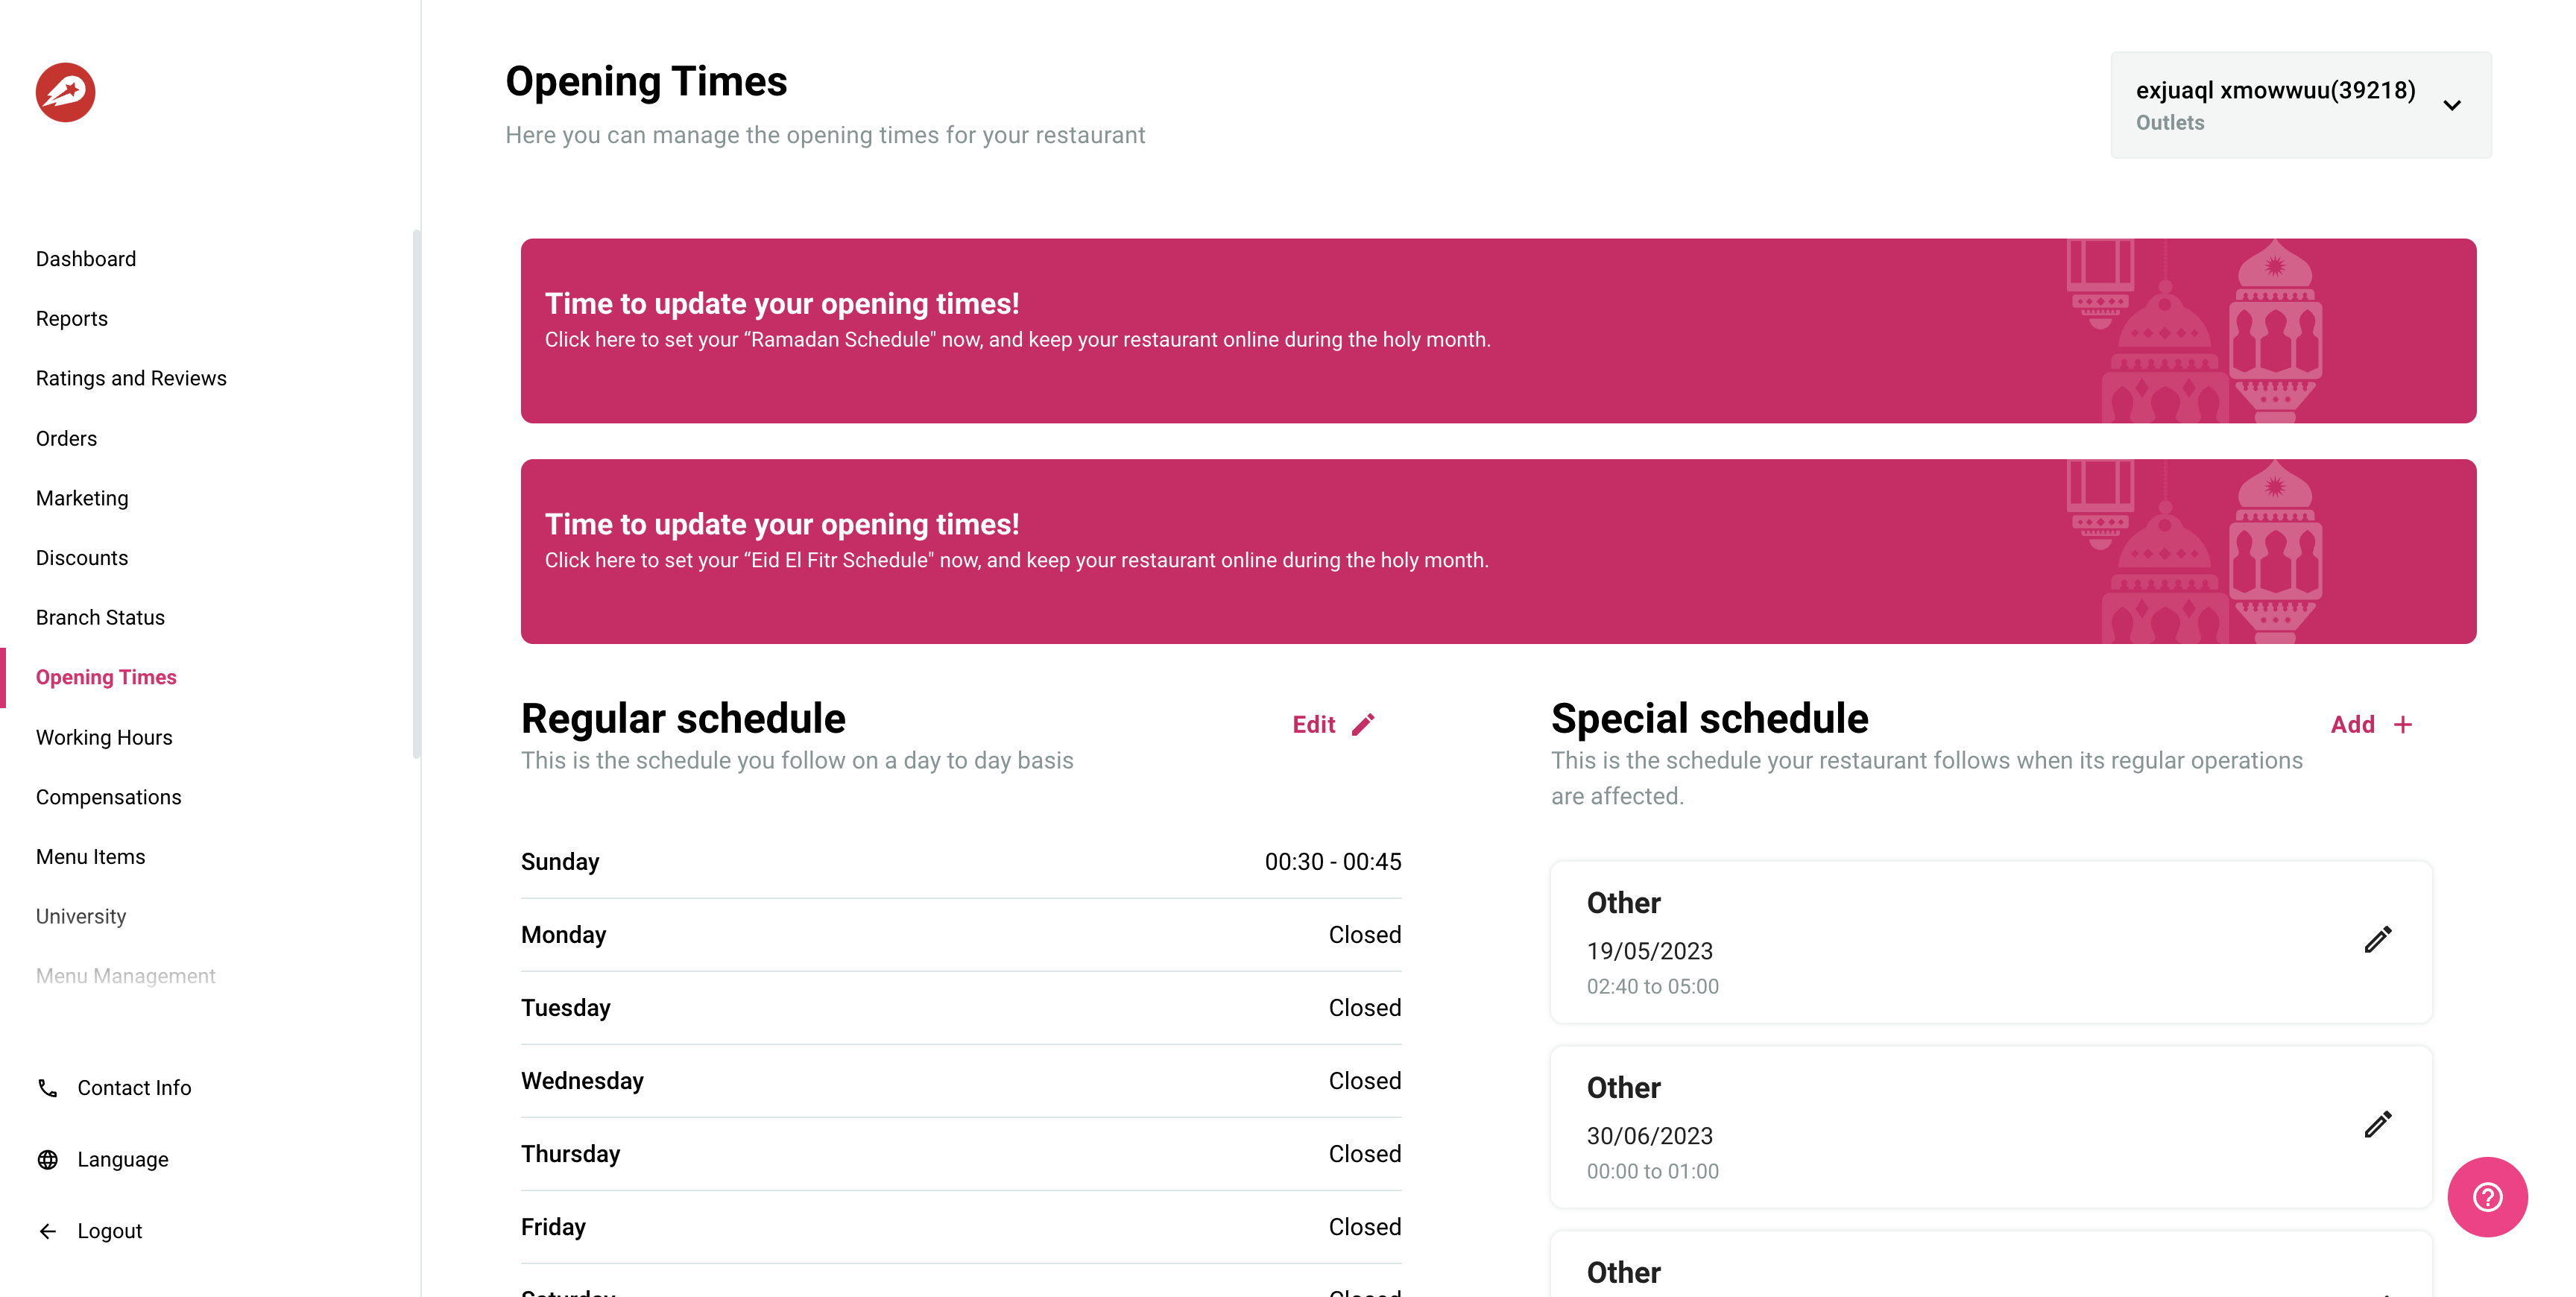 Opening Times
Here you can manage the opening times for your restaurant
exjuaql xmowwuu(39218)
Outlets
Dashboard
Reports
Ratings and Reviews
Orders
Marketing
Discounts
Branch Status
Opening Times
Working Hours
Compensations
Menu Items
University
Menu Management
Contact Info
Language
Logout
Time to update your opening times!
Click here to set your “Ramadan Schedule" now, and keep your restaurant online during the holy month.
Time to update your opening times!
Click here to set your “Eid El Fitr Schedule" now, and keep your restaurant online during the holy month.
Regular schedule
Edit
This is the schedule you follow on a day to day basis
Sunday 00:30 - 00:45
Monday Closed
Tuesday Closed
Wednesday Closed
Thursday Closed
Friday Closed
Saturday Closed
Special schedule
Add
This is the schedule your restaurant follows when its regular operations
are affected.
Other
19/05/2023
02:40 to 05:00
Other
30/06/2023
00:00 to 01:00
Other